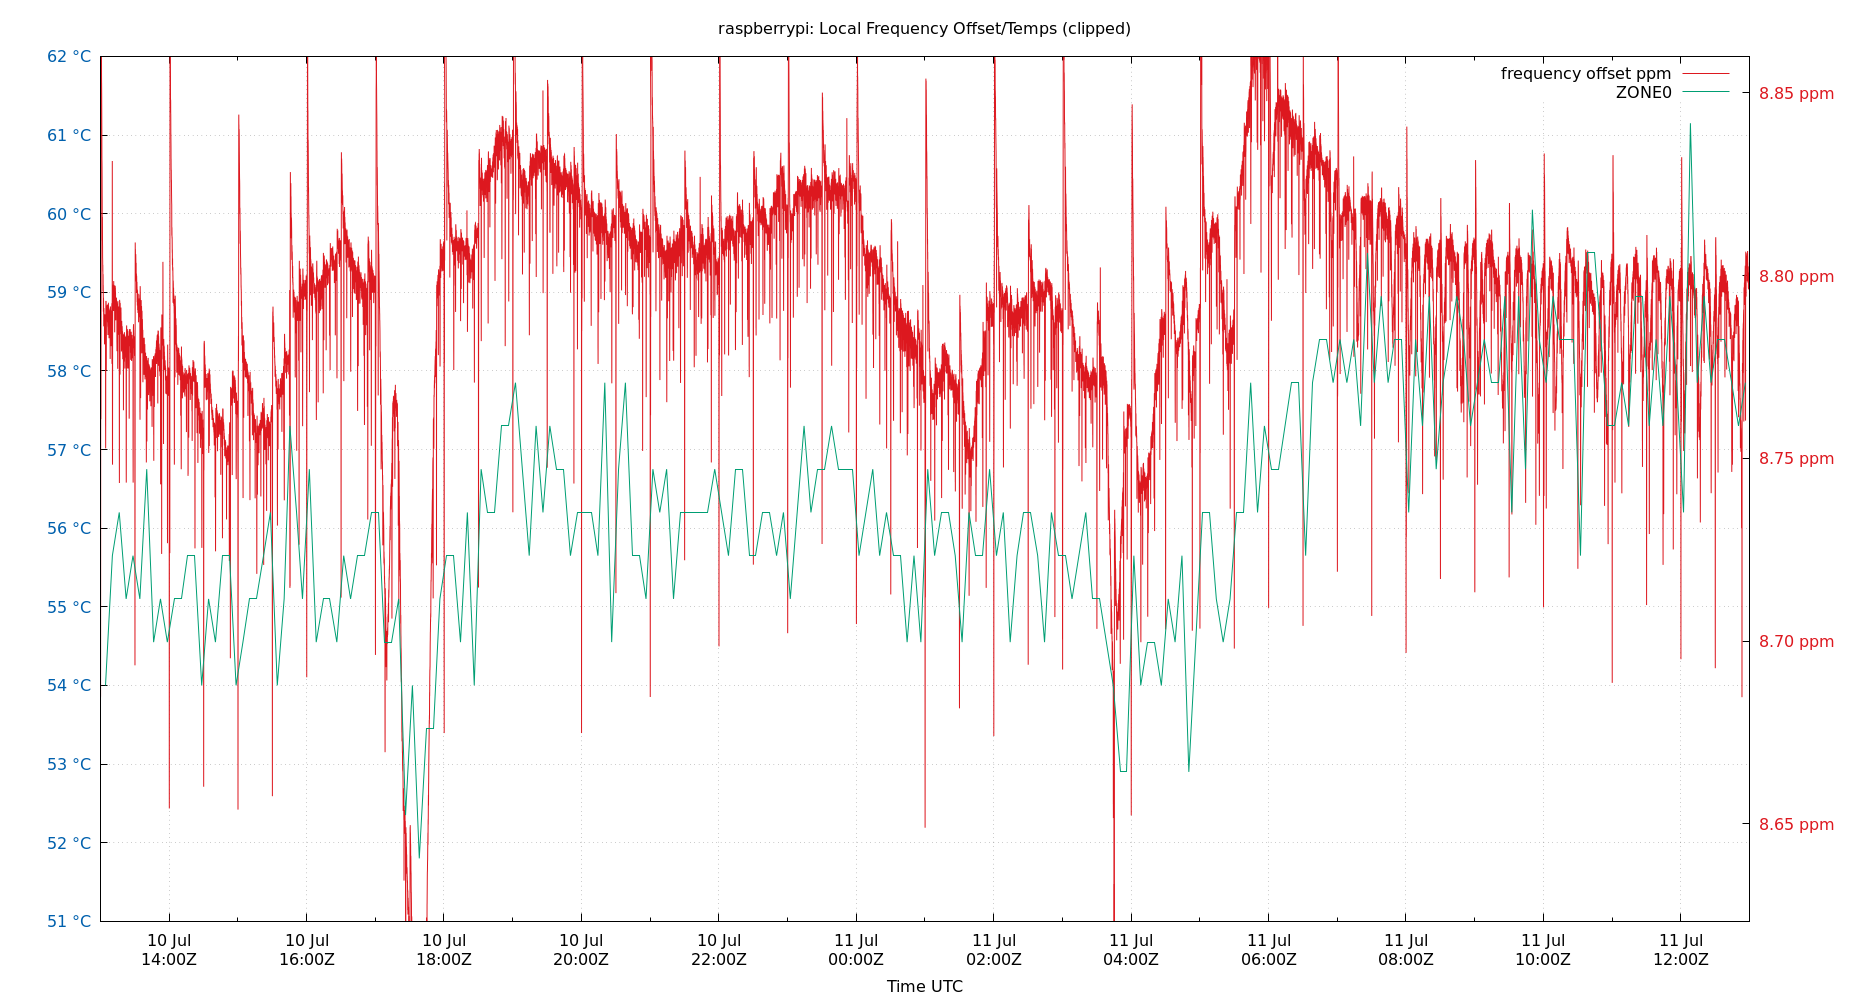 raspberrypi: Local Frequency Offset/Temps (clipped)
62 °C
61 °C
60 °C
59 °C
58 °C
57 °C
56 °C
55 °C
54 °C
53 °C
52 °C
51 °C
frequency offset ppm
ZONE0
8.85 ppm
8.80 ppm
8.75 ppm
8.70 ppm
8.65 ppm
10 Jul 10 Jul 10 Jul 10 Jul 10 Jul 11 Jul 11 Jul 11 Jul 11 Jul 11 Jul 11 Jul 11 Jul
14:00Z 16:00Z 18:00Z 20:00Z 22:00Z 00:00Z 02:00Z 04:00Z 06:00Z 08:00Z 10:00Z 12:00Z
Time UTC